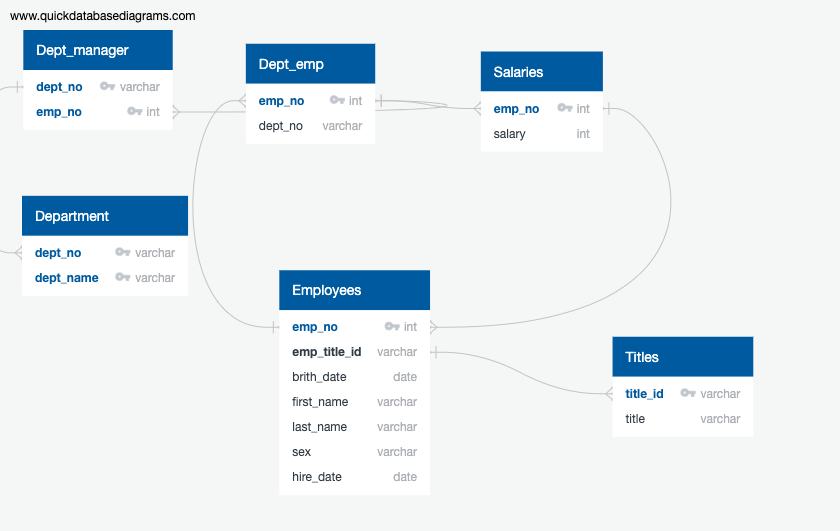 www.quickdatabasediagrams.com
Dept_manager
dept_no varchar
emp_no int
Dept_emp
emp_no int
dept_no varchar
Salaries
emp_no int
salary int
Department
dept_no varchar
dept_name varchar
Employees
emp_no int
emp_title_id varchar
brith_date date
first_name varchar
last_name varchar
sex varchar
hire_date date
Titles
title_id varchar
title varchar